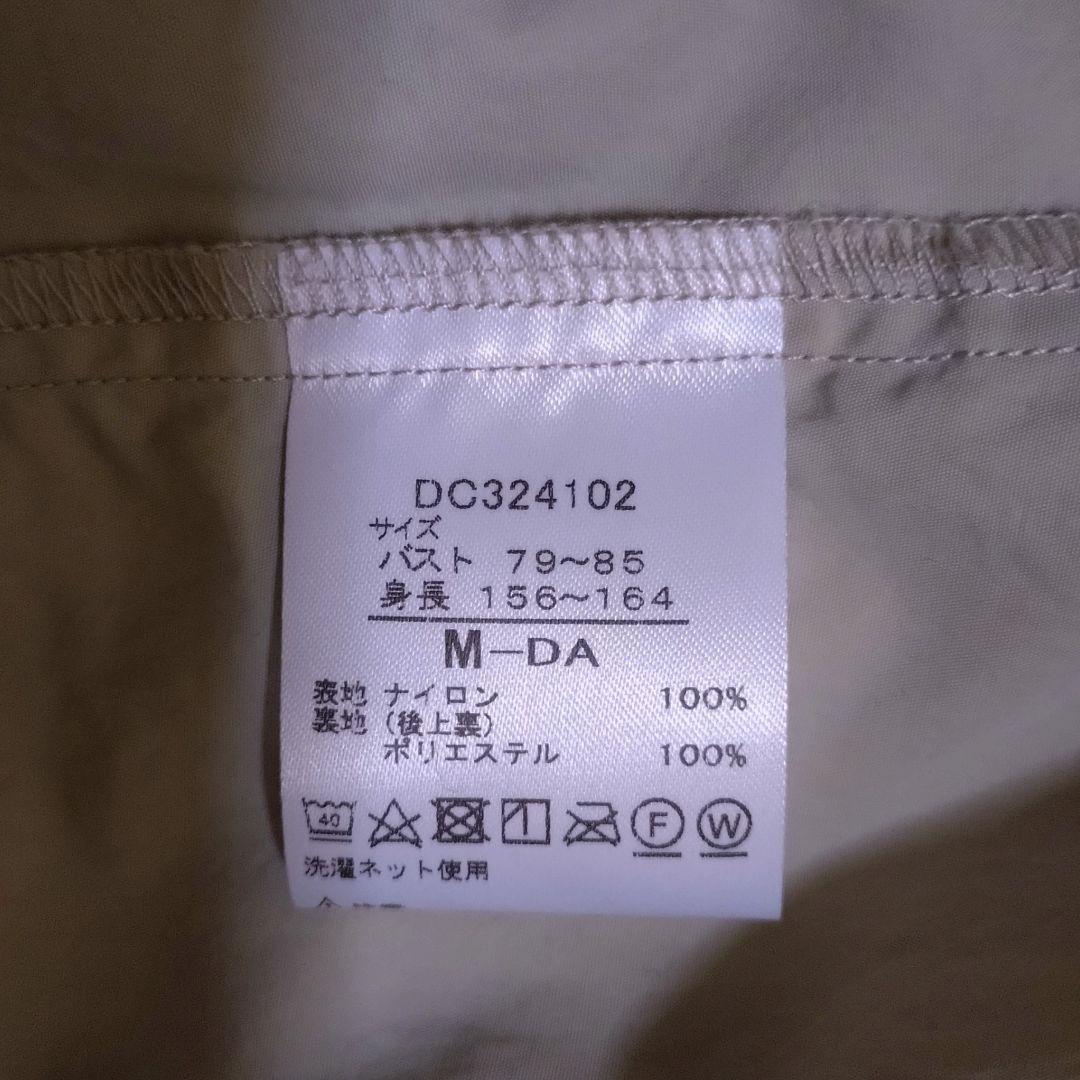 DC324102
サイズ
バスト 79～85
身長 156～164
M-DA
表地 ナイロン 100%
裏地 (後上裏)
ポリエステル 100%
40 F W
洗濯ネット使用